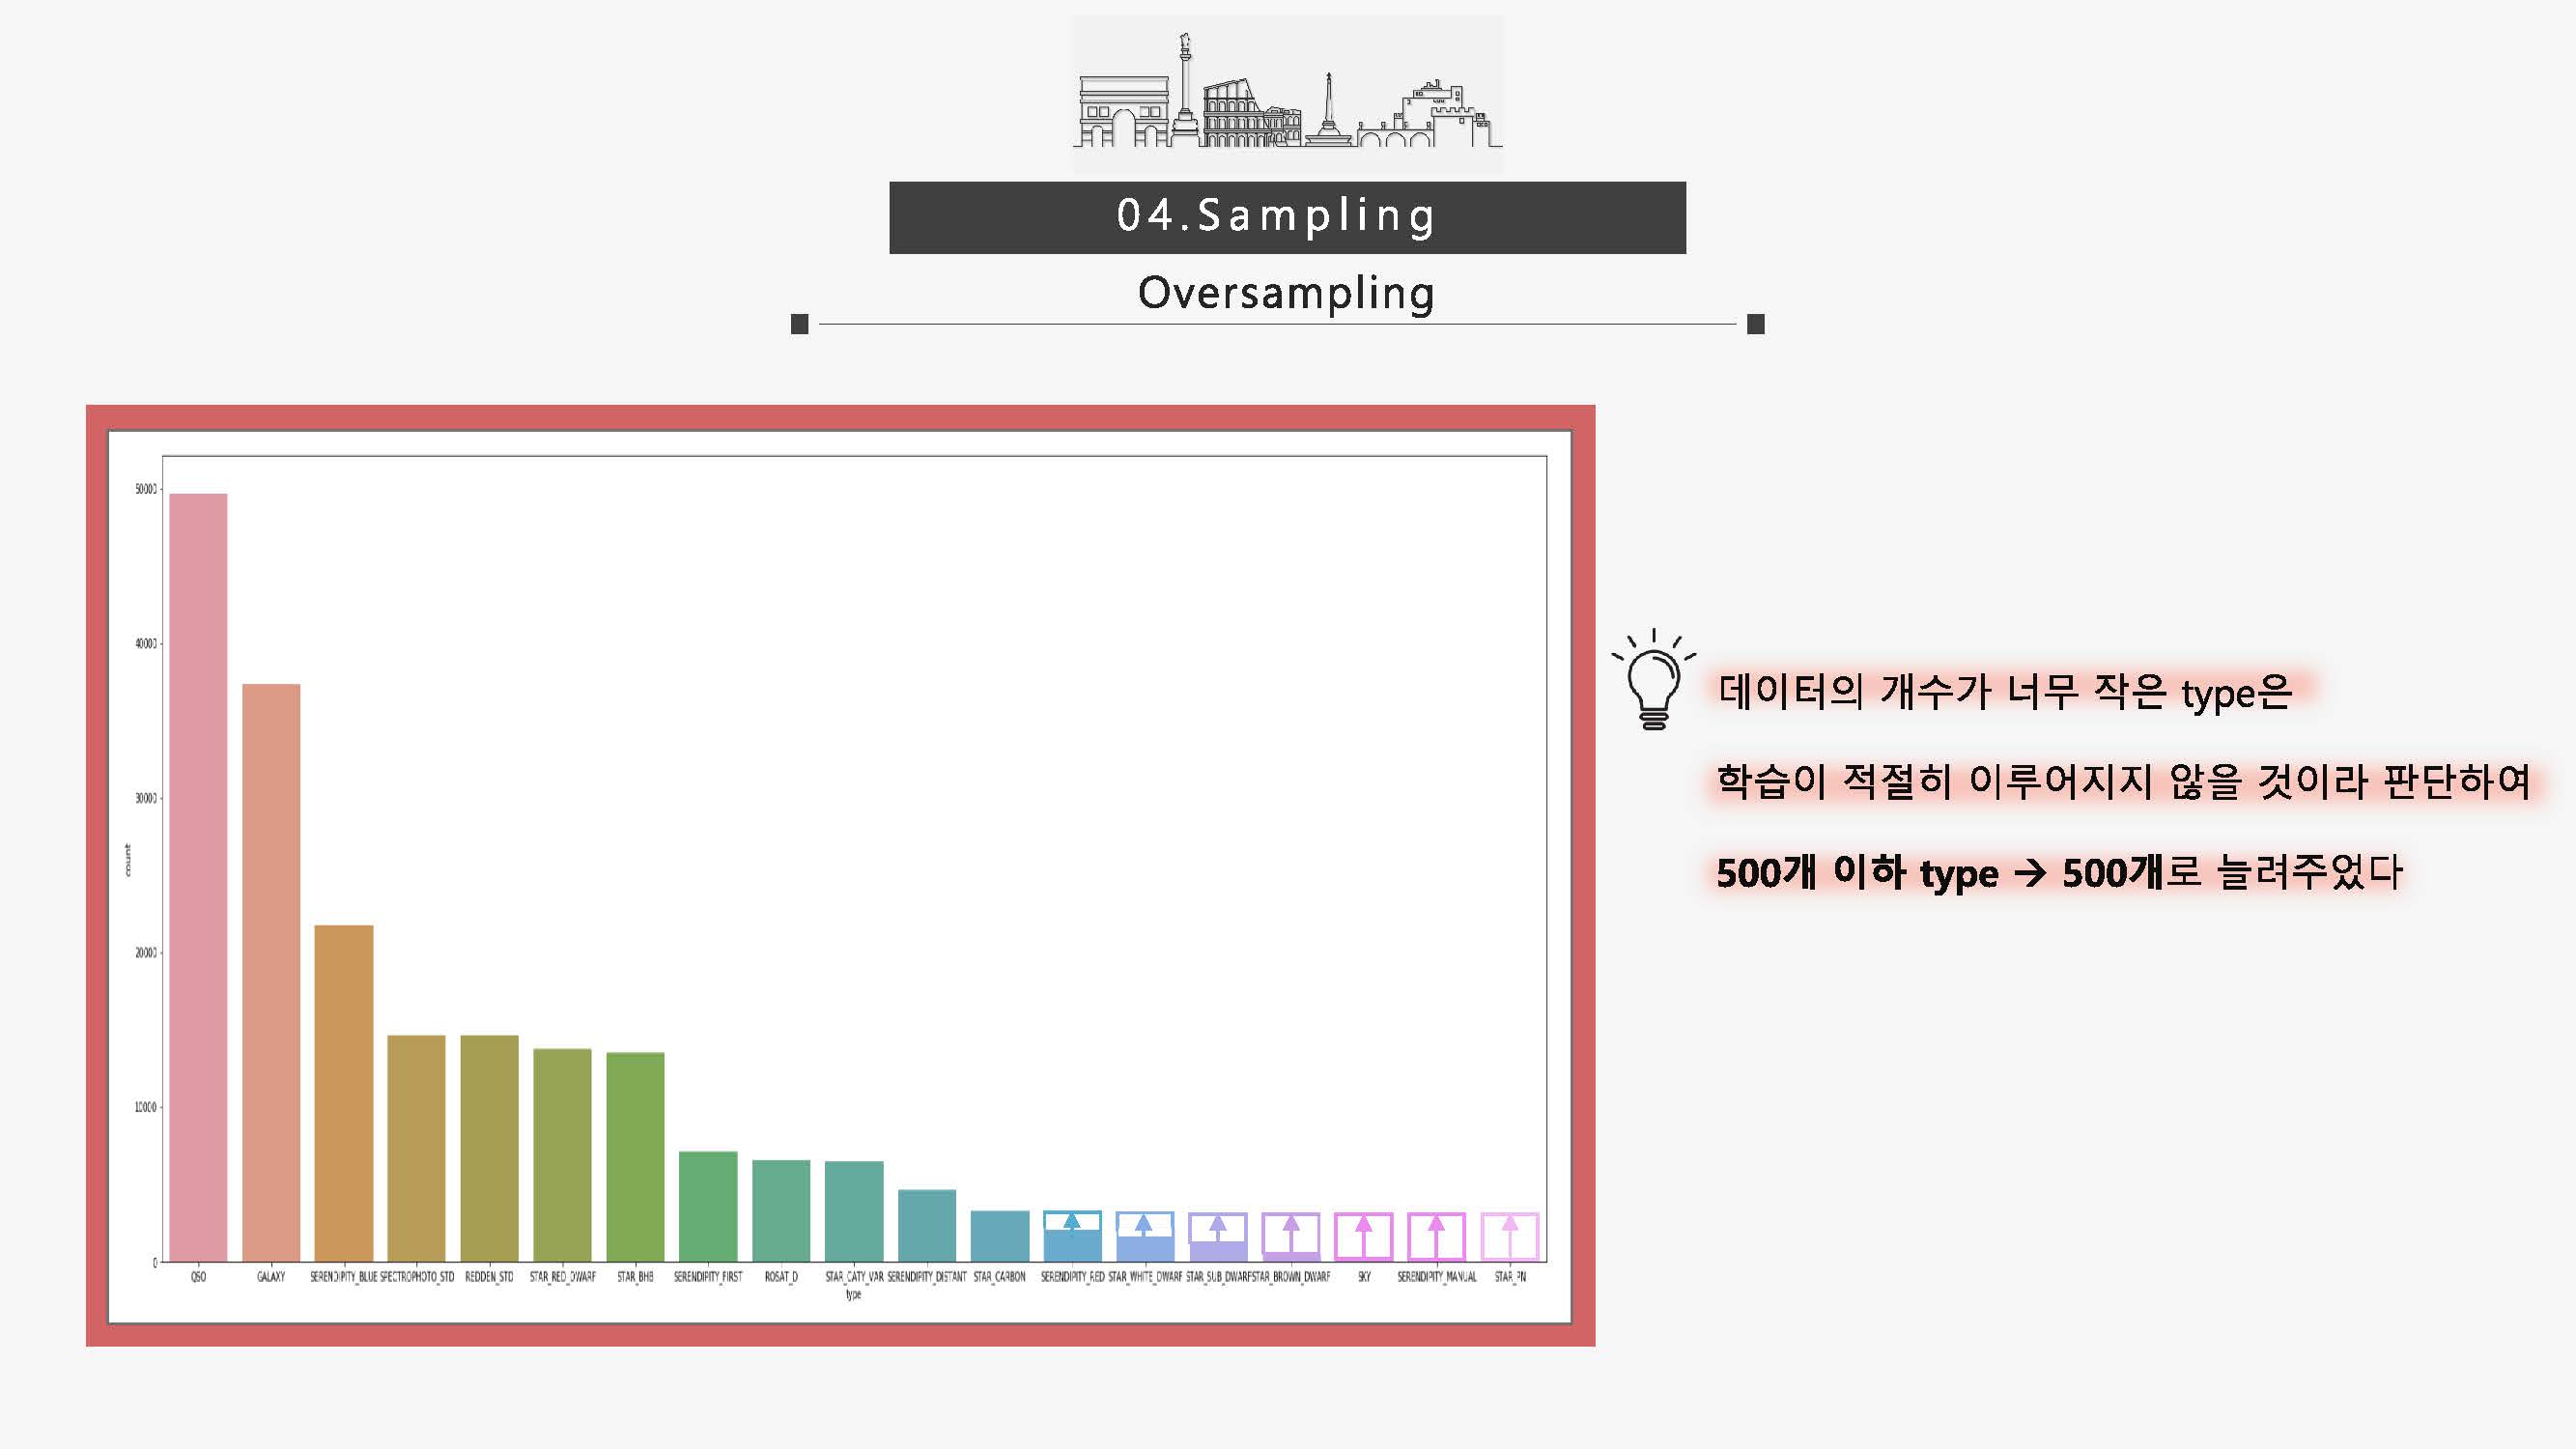 04.Sampling
Oversampling
50000
40000
30000
20000
10000
0
count
QSO GALAXY SERENDIPITY_BLUE SPECTROPHOTO_STD REDDEN_STD STAR_RED_DWARF STAR_BHB SERENDIPITY_FIRST ROSAT_D STAR_CATY_VAR SERENDIPITY_DISTANT STAR_CARBON SERENDIPITY_RED STAR_WHITE_DWARF STAR_SUB_DWARF STAR_BROWN_DWARF SKY SERENDIPITY_MANUAL STAR_PN
type
데이터의 개수가 너무 작은 type은
학습이 적절히 이루어지지 않을 것이라 판단하여
500개 이하 type → 500개로 늘려주었다